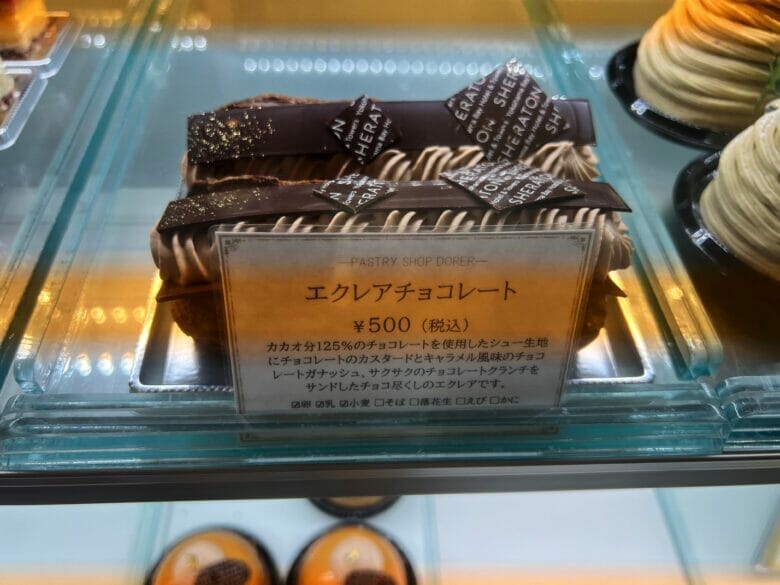 SHERATON
SHERATON
ON
SHERATON
SHERATON
—PASTRY SHOP DORER—
エクレアチョコレート
¥500（税込）
カカオ分125%のチョコレートを使用したシュー生地
にチョコレートのカスタードとキャラメル風味のチョコ
レートガナッシュ、サクサクのチョコレートクランチを
サンドしたチョコ尽くしのエクレアです。
☑卵 ☑乳 ☑小麦 □そば □落花生 □えび □かに